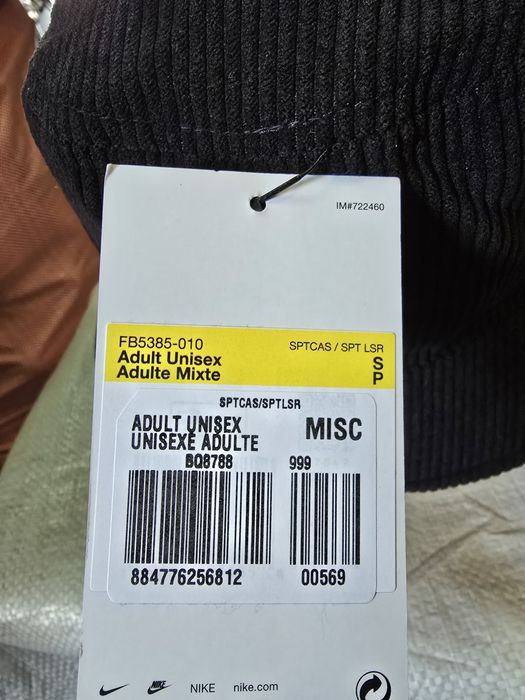 IM#722460
FB5385-010 SPTCAS / SPT LSR
Adult Unisex S
Adulte Mixte P
SPTCAS/SPTLSR
ADULT UNISEX MISC
UNISEXE ADULTE
BQ8788 999
884776256812 00569
NIKE nike.com